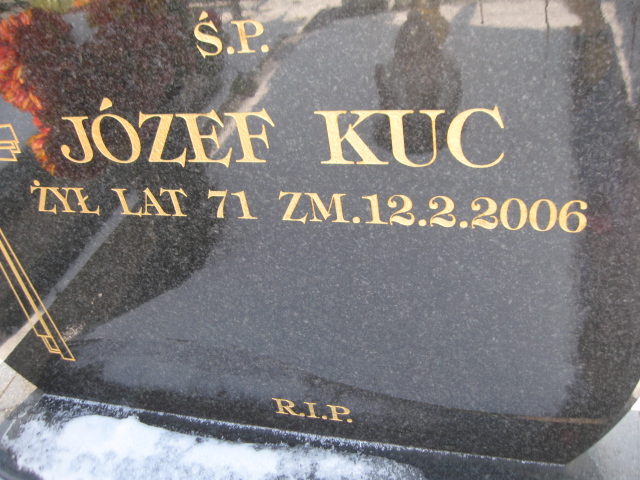 Ś.P.
JÓZEF KUC
ŻYŁ LAT 71 ZM.12.2.2006
R.I.P.